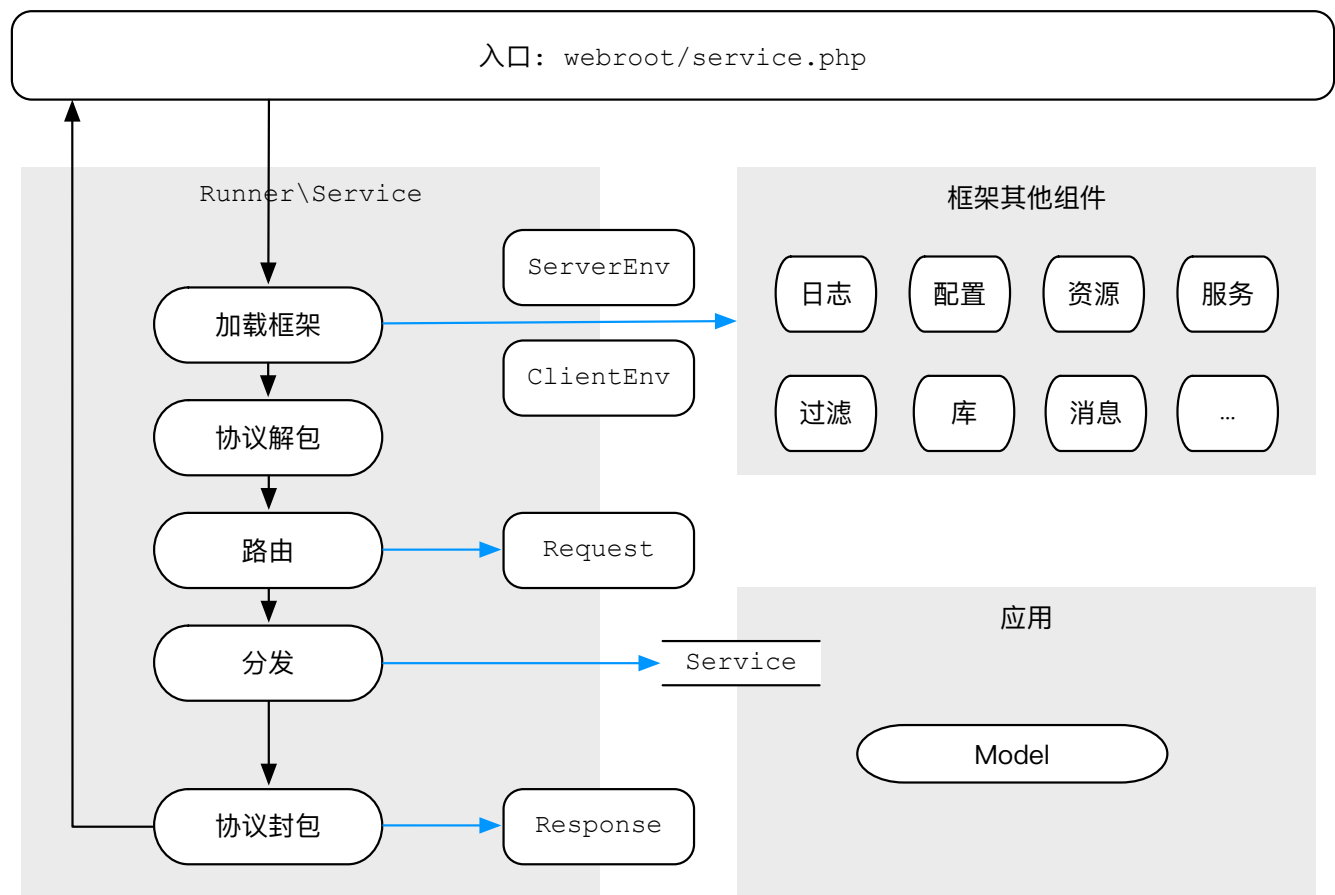 入口: webroot/service.php
Runner\Service
框架其他组件
ServerEnv
日志
配置
资源
服务
加载框架
ClientEnv
过滤
库
消息
...
协议解包
路由
Request
应用
分发
Service
Model
协议封包
Response